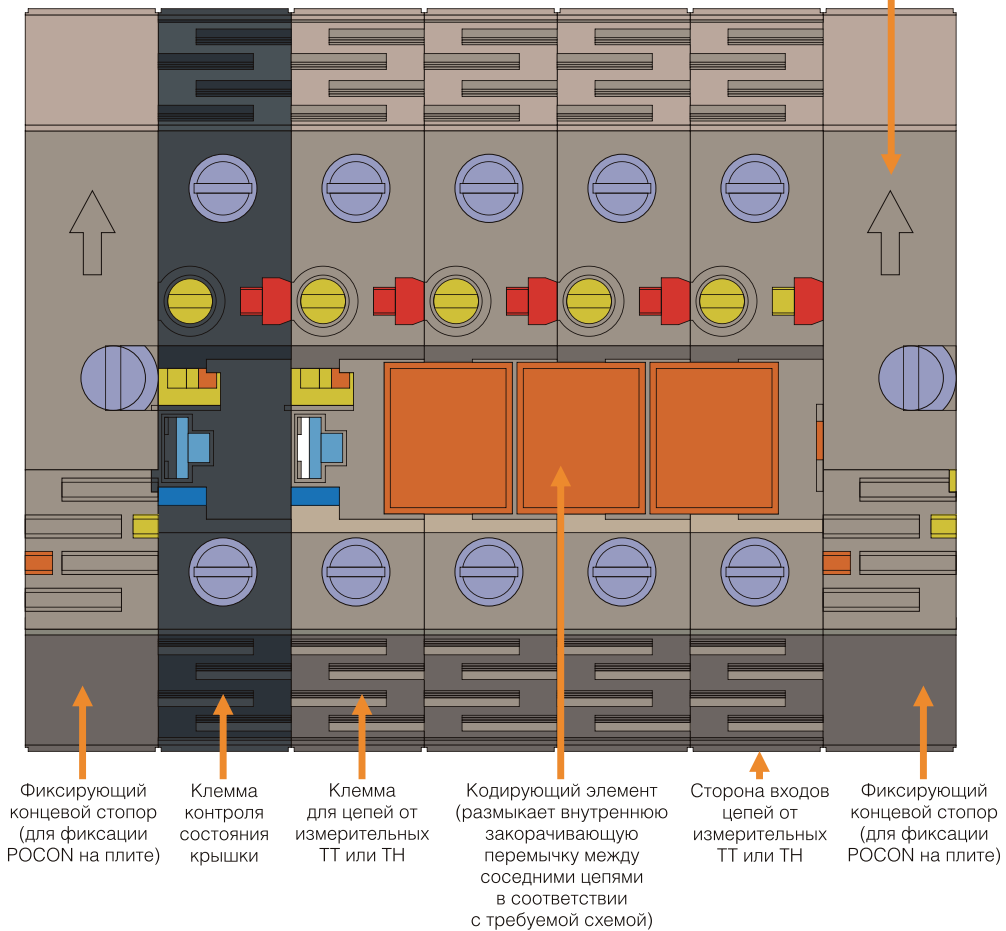 Фиксирующий
концевой стопор
(для фиксации
POCON на плите)
Клемма
контроля
состояния
крышки
Клемма
для цепей от
измерительных
ТТ или ТН
Кодирующий элемент
(размыкает внутреннюю
закорачивающую
перемычку между
соседними цепями
в соответствии
с требуемой схемой)
Сторона входов
цепей от
измерительных
ТТ или ТН
Фиксирующий
концевой стопор
(для фиксации
POCON на плите)